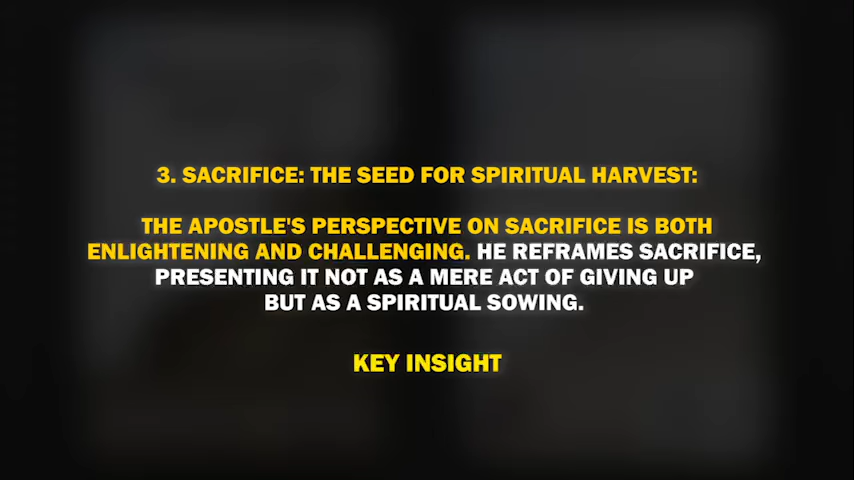 3. SACRIFICE: THE SEED FOR SPIRITUAL HARVEST:
THE APOSTLE'S PERSPECTIVE ON SACRIFICE IS BOTH
ENLIGHTENING AND CHALLENGING. HE REFRAMES SACRIFICE,
PRESENTING IT NOT AS A MERE ACT OF GIVING UP
BUT AS A SPIRITUAL SOWING.
KEY INSIGHT